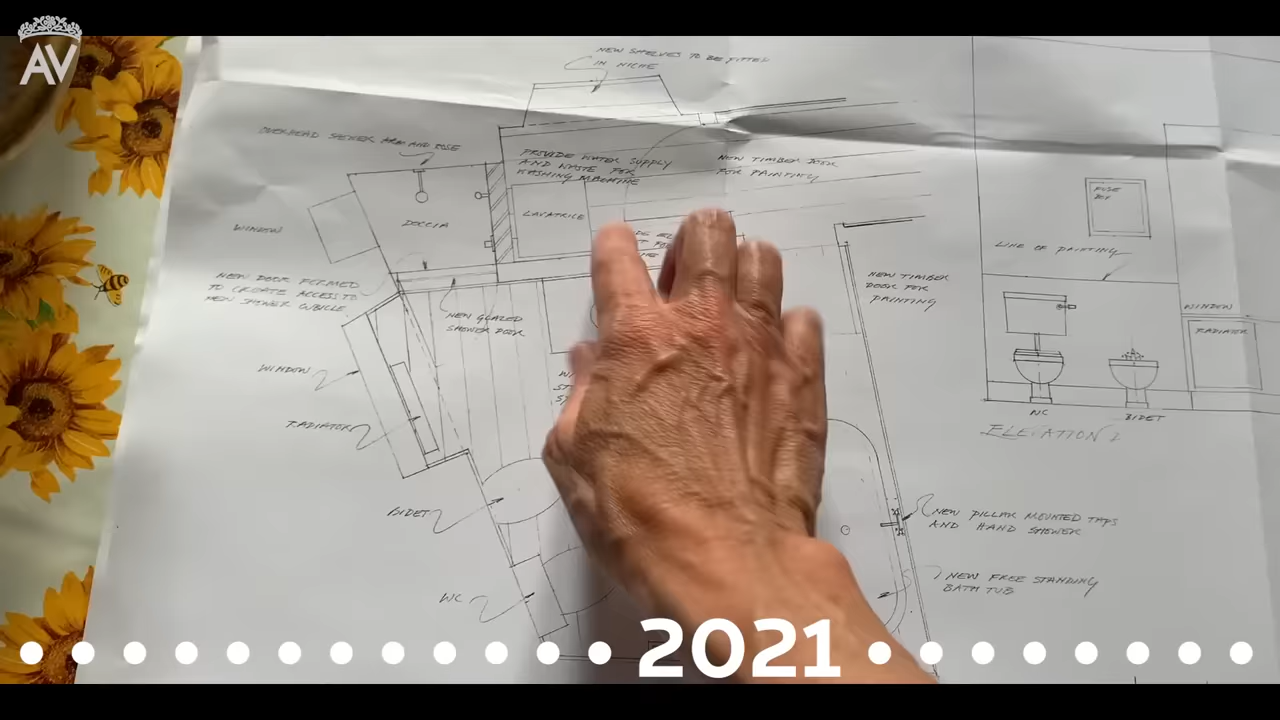 AV
NEW SHELVES TO BE FITTED
IN NICHE
OVERHEAD SHOWER ARM AND ROSE
PROVIDE WATER SUPPLY
AND WASTE FOR
WASHING MACHINE
NEW TIMBER DOOR
FOR PAINTING
LAVATRICE
DOCCIA
WINDOW
NEW DOOR FORMED
TO CREATE ACCESS TO
NEW SHOWER CUBICLE
NEW GLAZED
SHOWER DOOR
NEW TIMBER
DOOR FOR
PAINTING
WINDOW
RADIATOR
BIDET
WC
NEW PILLAR MOUNTED TAPS
AND HAND SHOWER
NEW FREE STANDING
BATH TUB
FUSE
BOX
LINE OF PAINTING
WINDOW
RADIATOR
WC
BIDET
ELEVATION 1
2021